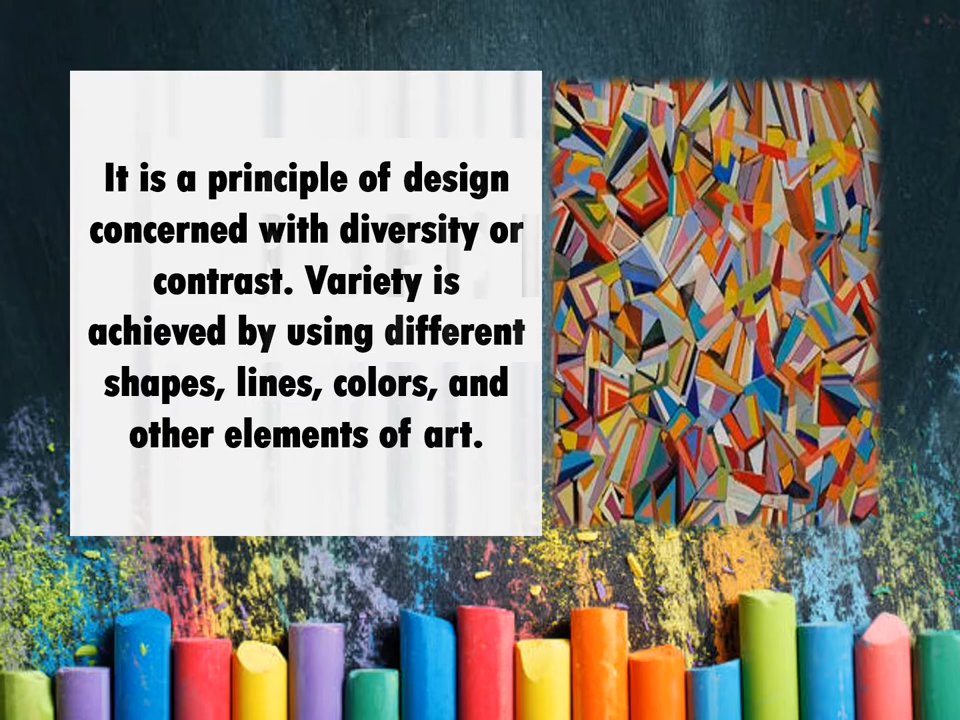 It is a principle of design
concerned with diversity or
contrast. Variety is
achieved by using different
shapes, lines, colors, and
other elements of art.